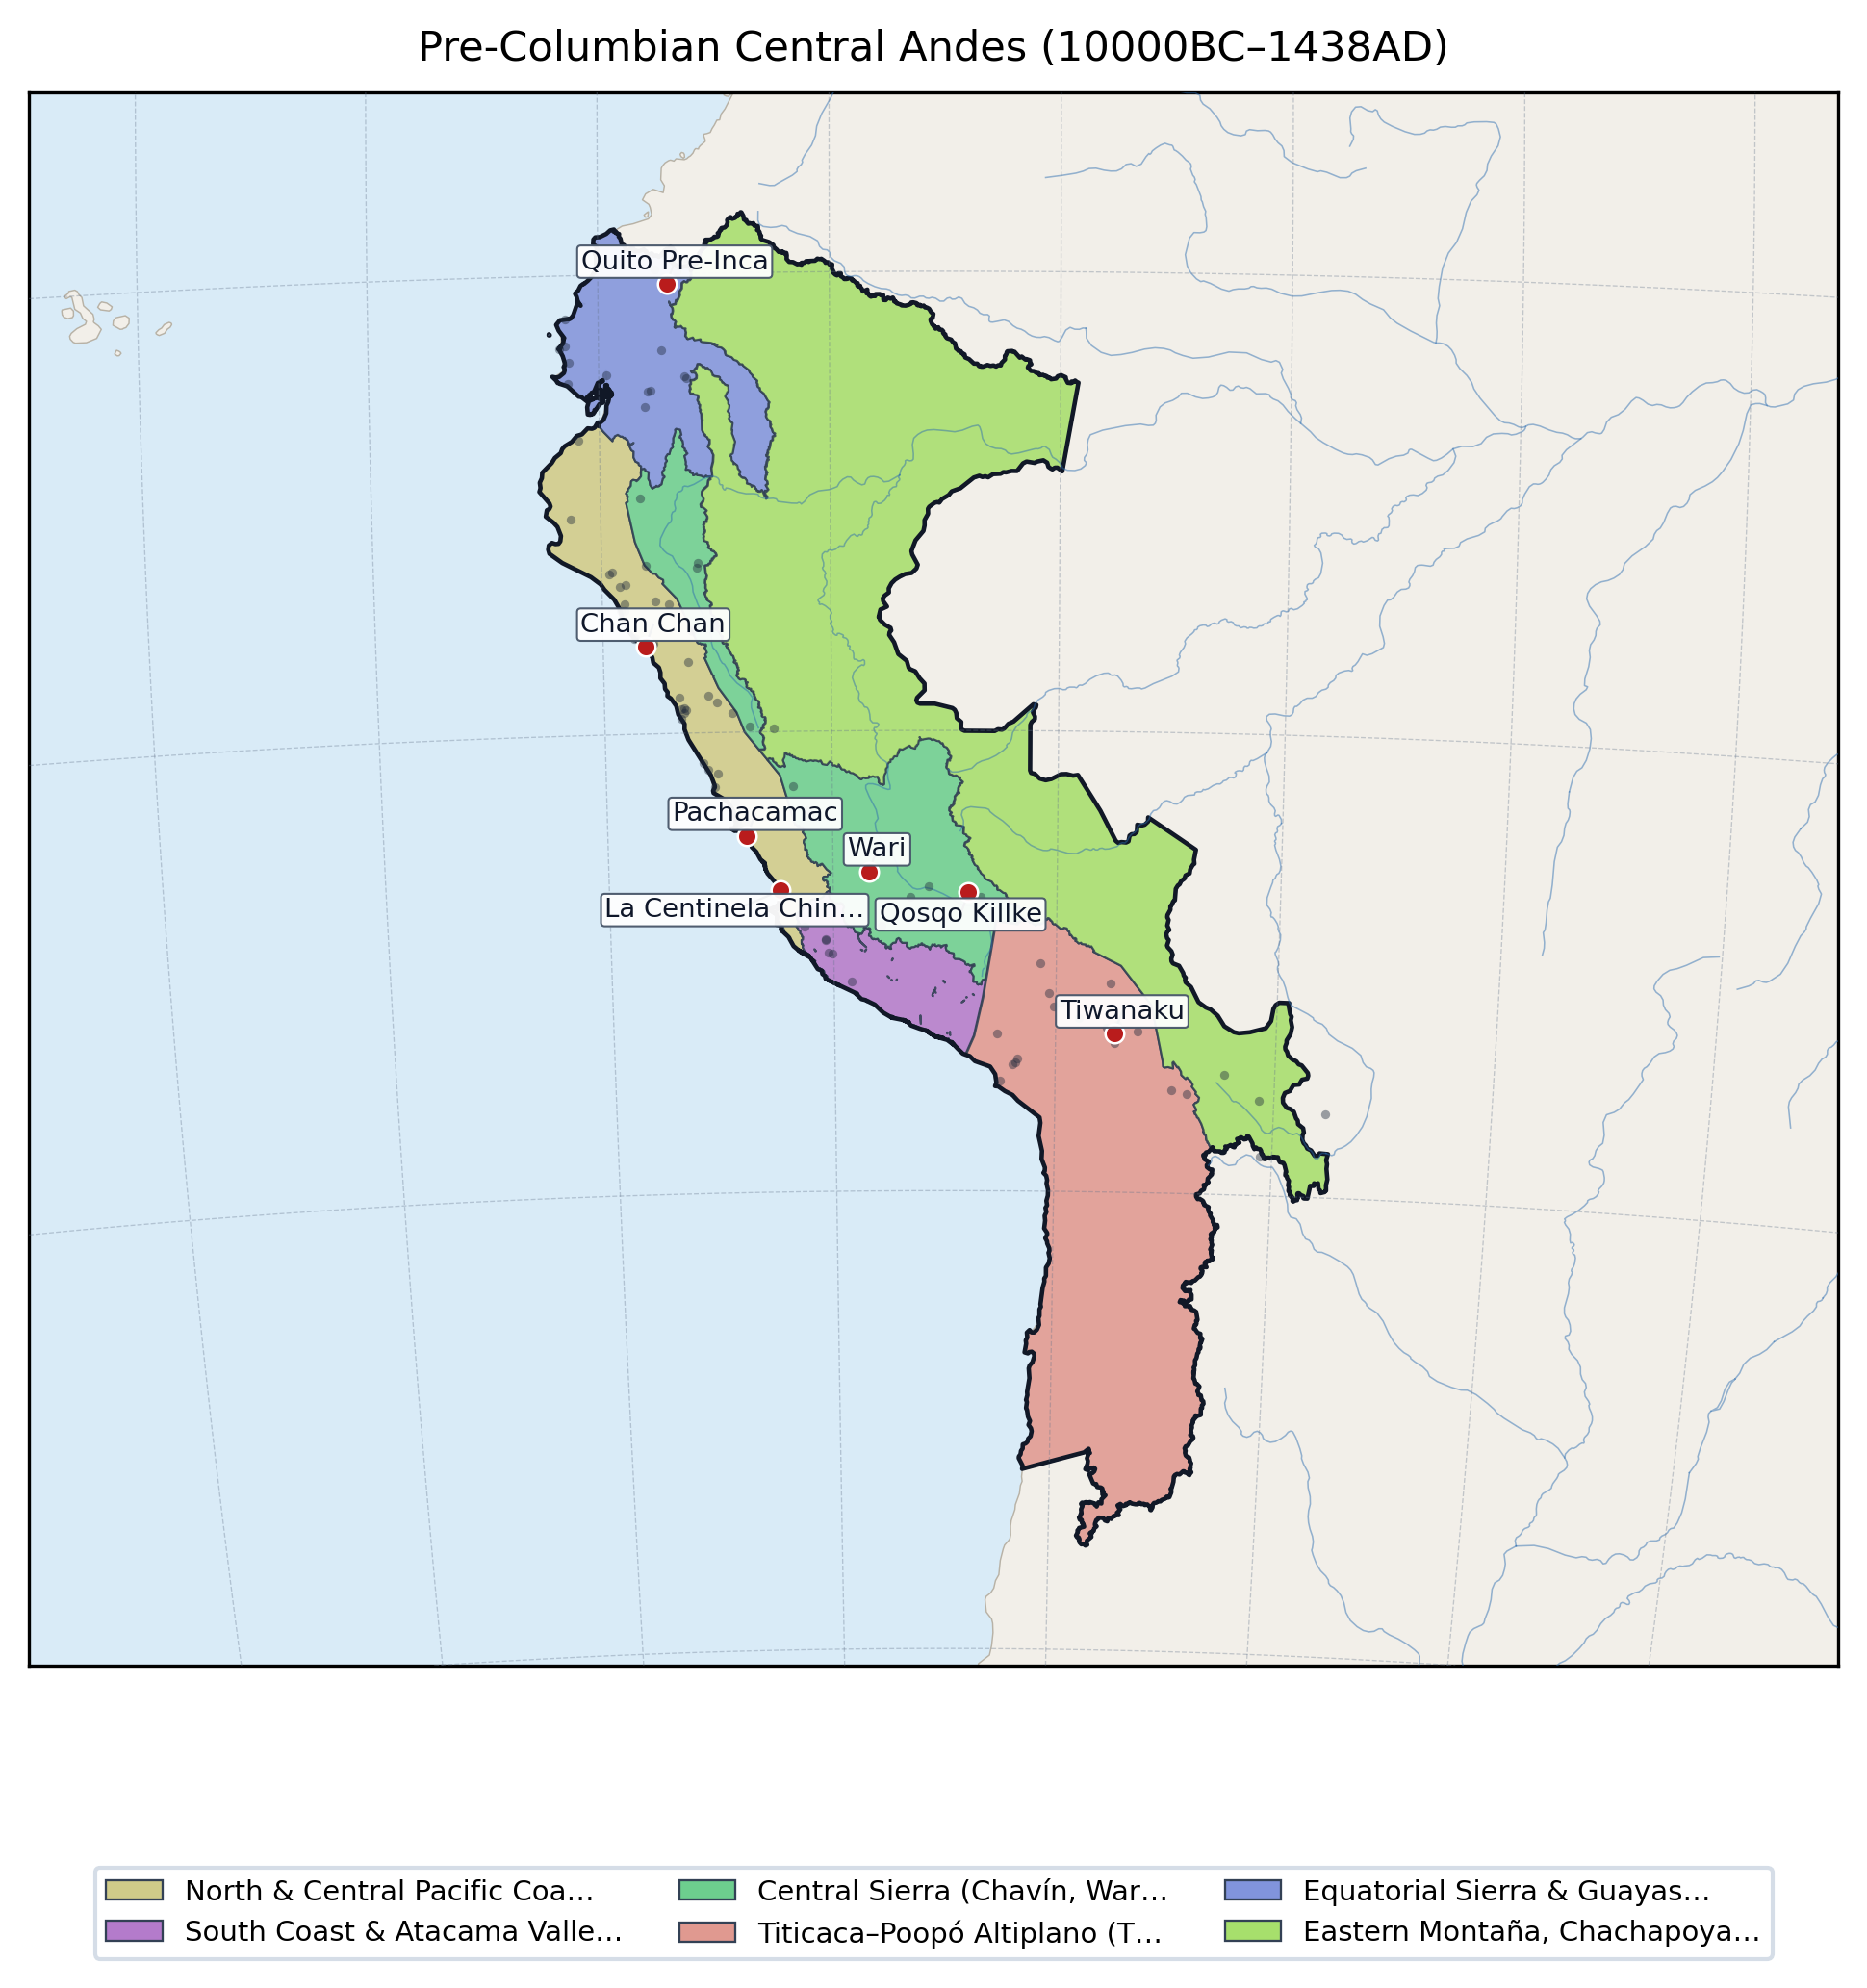 Pre-Columbian Central Andes (10000BC–1438AD)
Quito Pre-Inca
Chan Chan
Pachacamac
Wari
La Centinela Chin...
Qosqo Killke
Tiwanaku
North & Central Pacific Coa...
South Coast & Atacama Valle...
Central Sierra (Chavín, War...
Titicaca–Poopó Altiplano (T...
Equatorial Sierra & Guayas...
Eastern Montaña, Chachapoya...